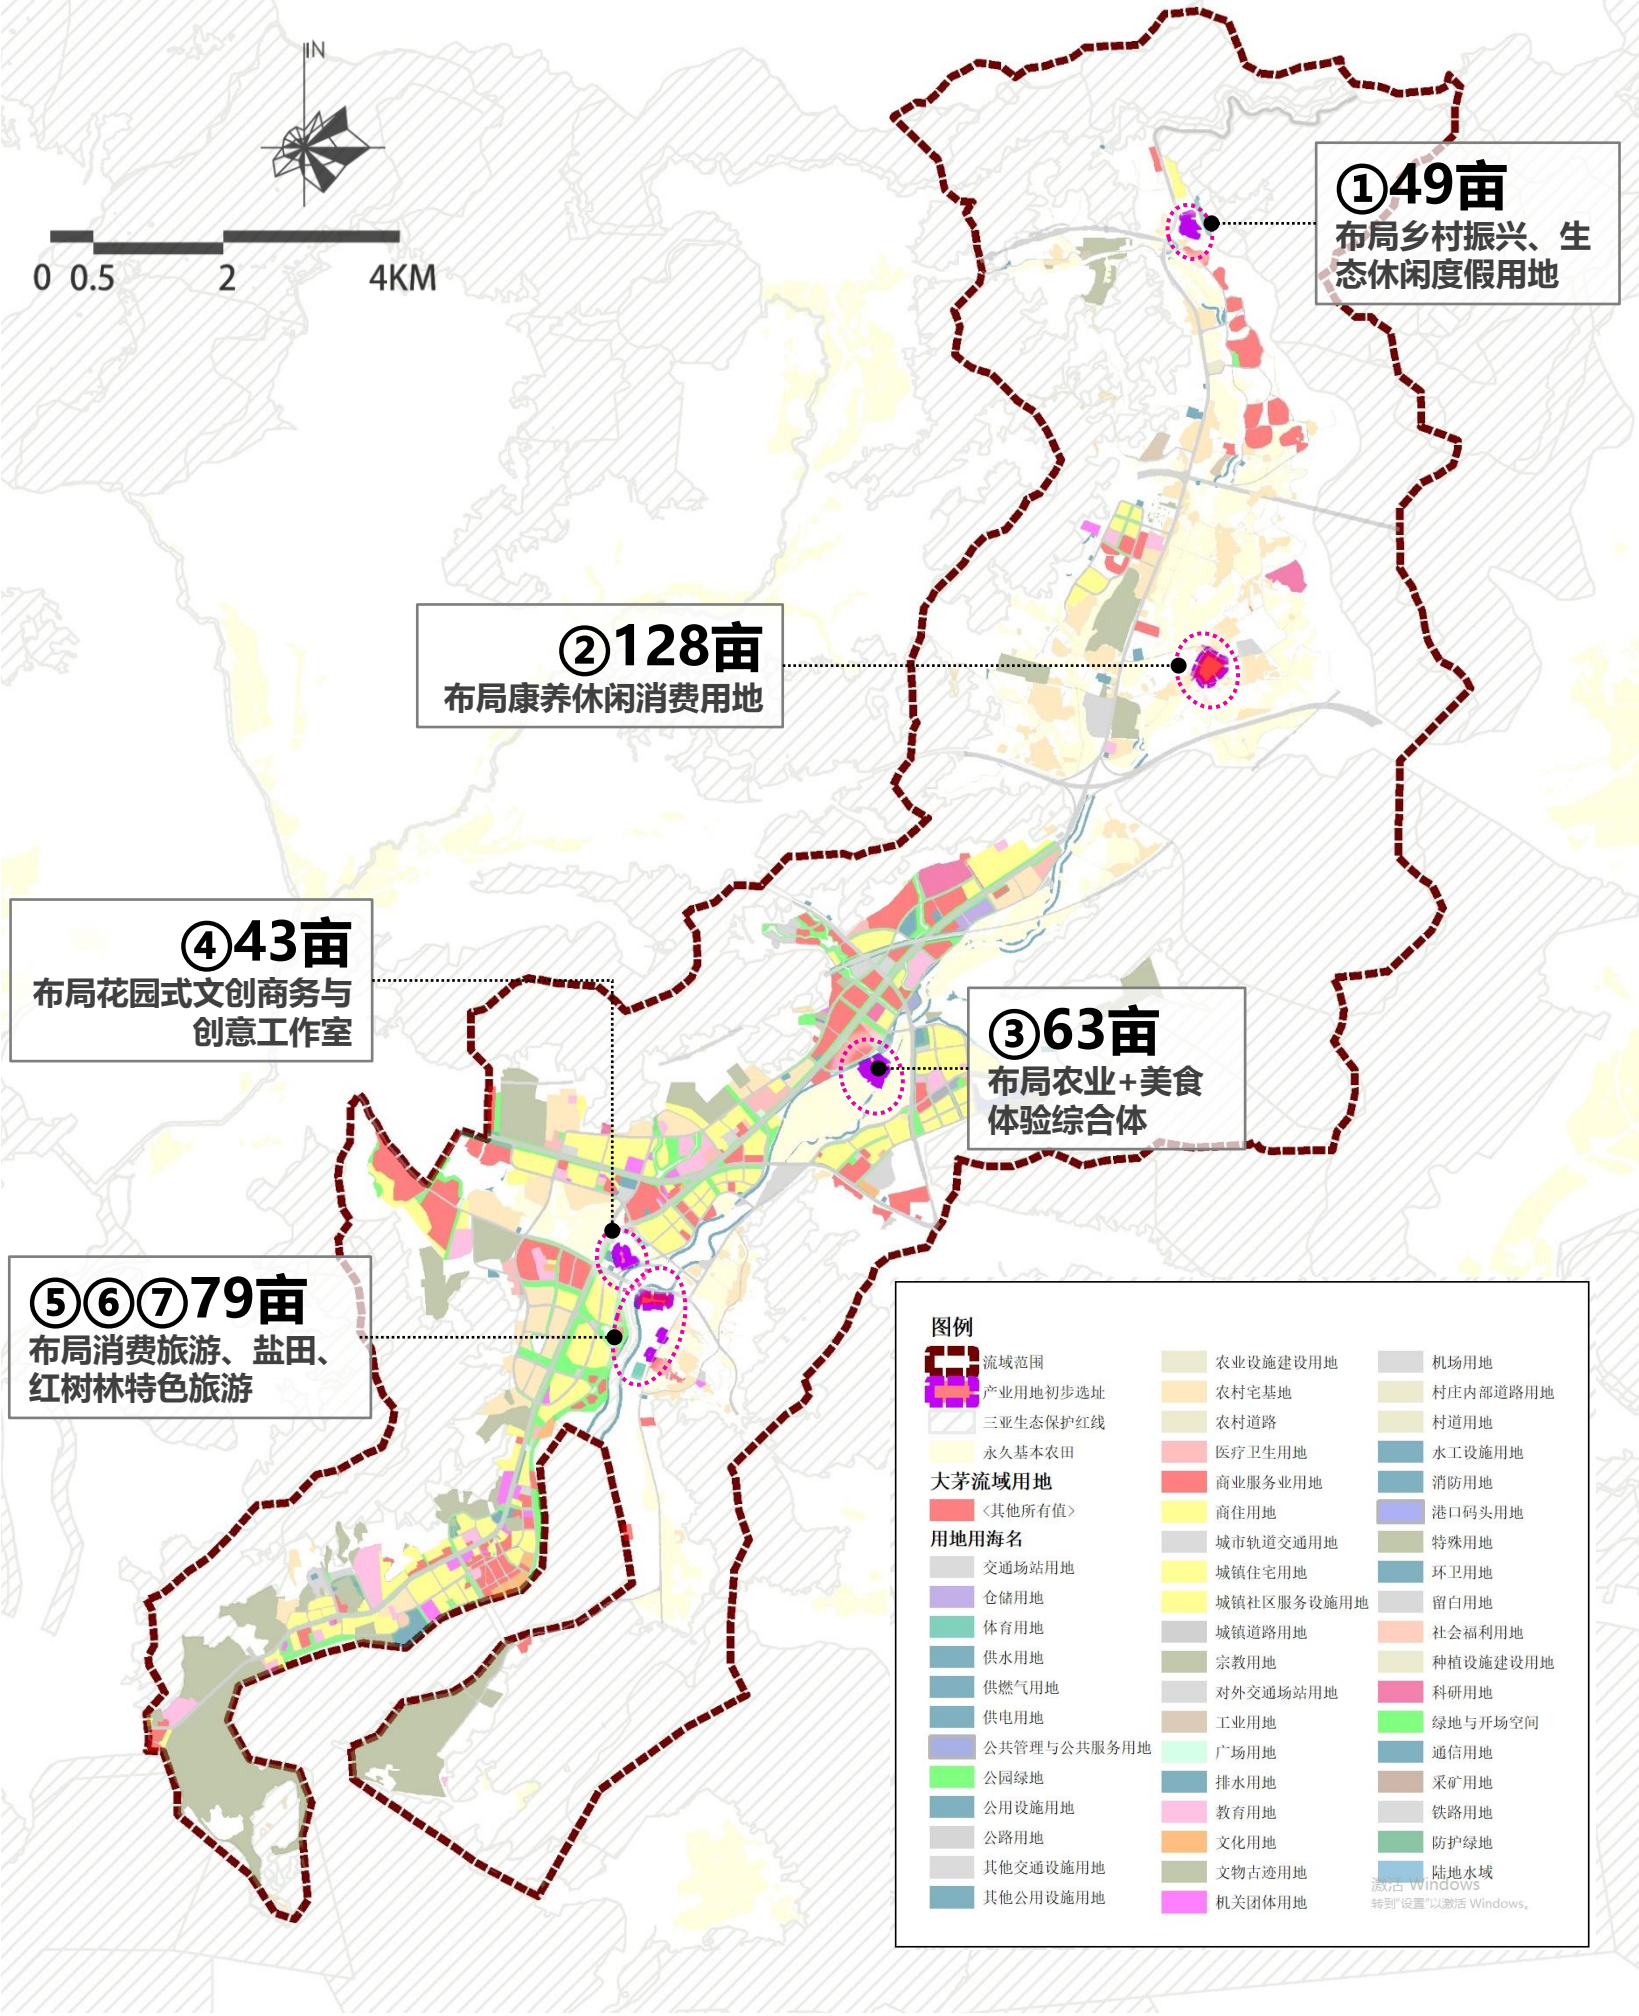 N
0 0.5 2 4KM
①49亩
布局乡村振兴、生
态休闲度假用地
②128亩
布局康养休闲消费用地
④43亩
布局花园式文创商务与
创意工作室
③63亩
布局农业+美食
体验综合体
⑤⑥⑦79亩
布局消费旅游、盐田、
红树林特色旅游
图例
流域范围
产业用地初步选址
三亚生态保护红线
永久基本农田
大茅流域用地
<其他所有值>
用地用海名
交通场站用地
仓储用地
体育用地
供水用地
供燃气用地
供电用地
公共管理与公共服务用地
公园绿地
公用设施用地
公路用地
其他交通设施用地
其他公用设施用地
农业设施建设用地
农村宅基地
农村道路
医疗卫生用地
商业服务业用地
商住用地
城市轨道交通用地
城镇住宅用地
城镇社区服务设施用地
城镇道路用地
宗教用地
对外交通场站用地
工业用地
广场用地
排水用地
教育用地
文化用地
文物古迹用地
机关团体用地
机场用地
村庄内部道路用地
村道用地
水工设施用地
消防用地
港口码头用地
特殊用地
环卫用地
留白用地
社会福利用地
种植设施建设用地
科研用地
绿地与开场空间
通信用地
采矿用地
铁路用地
防护绿地
陆地水域
激活 Windows
转到"设置"以激活 Windows。